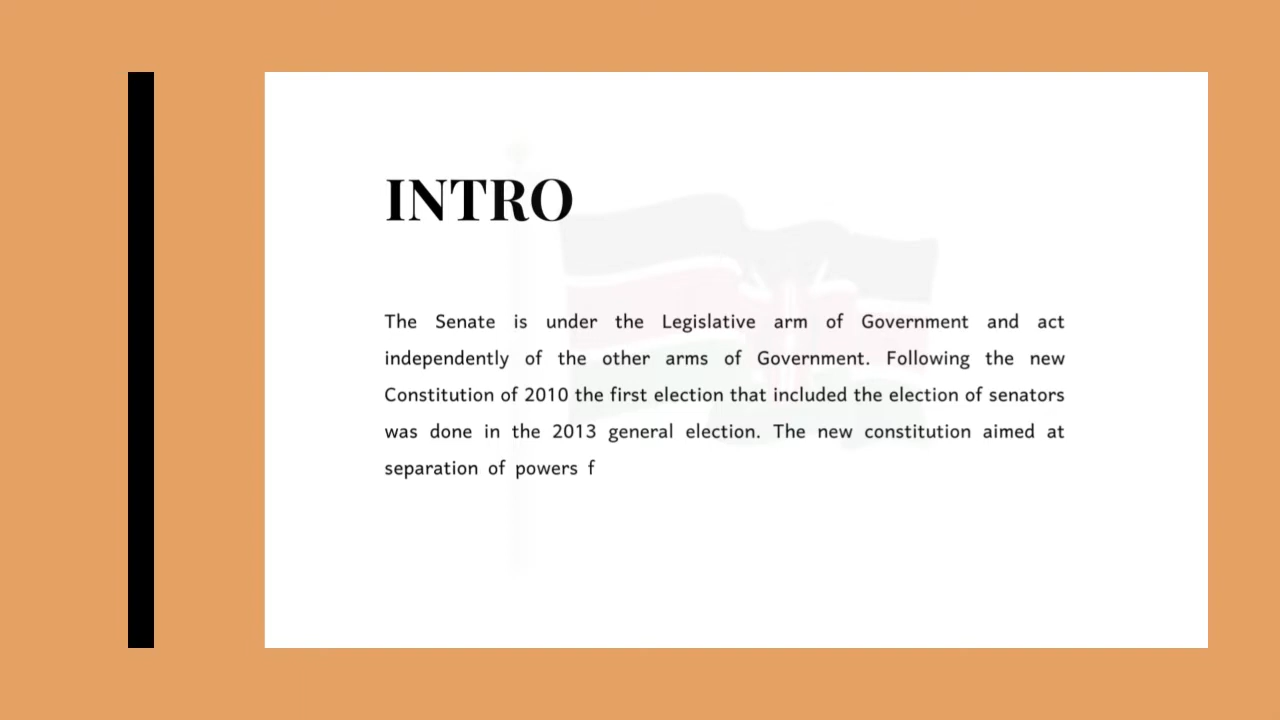 INTRO
The Senate is under the Legislative arm of Government and act
independently of the other arms of Government. Following the new
Constitution of 2010 the first election that included the election of senators
was done in the 2013 general election. The new constitution aimed at
separation of powers f